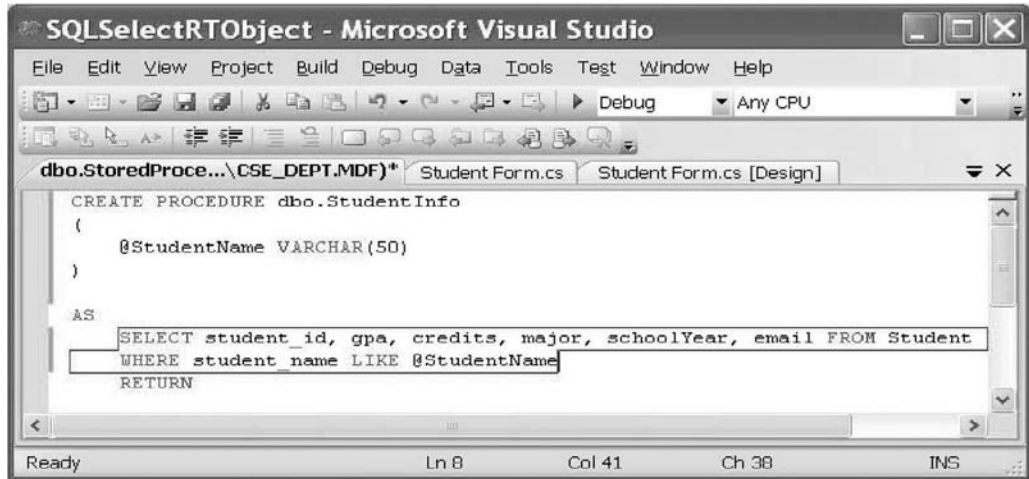 SQLSelectRTObject - Microsoft Visual Studio
File Edit View Project Build Debug Data Tools Test Window Help
Debug Any CPU
dbo.StoredProce...\CSE_DEPT.MDF)* Student Form.cs Student Form.cs [Design]
CREATE PROCEDURE dbo.StudentInfo
(
@StudentName VARCHAR(50)
)
AS
SELECT student_id, gpa, credits, major, schoolYear, email FROM Student
WHERE student_name LIKE @StudentName
RETURN
Ready Ln 8 Col 41 Ch 38 INS